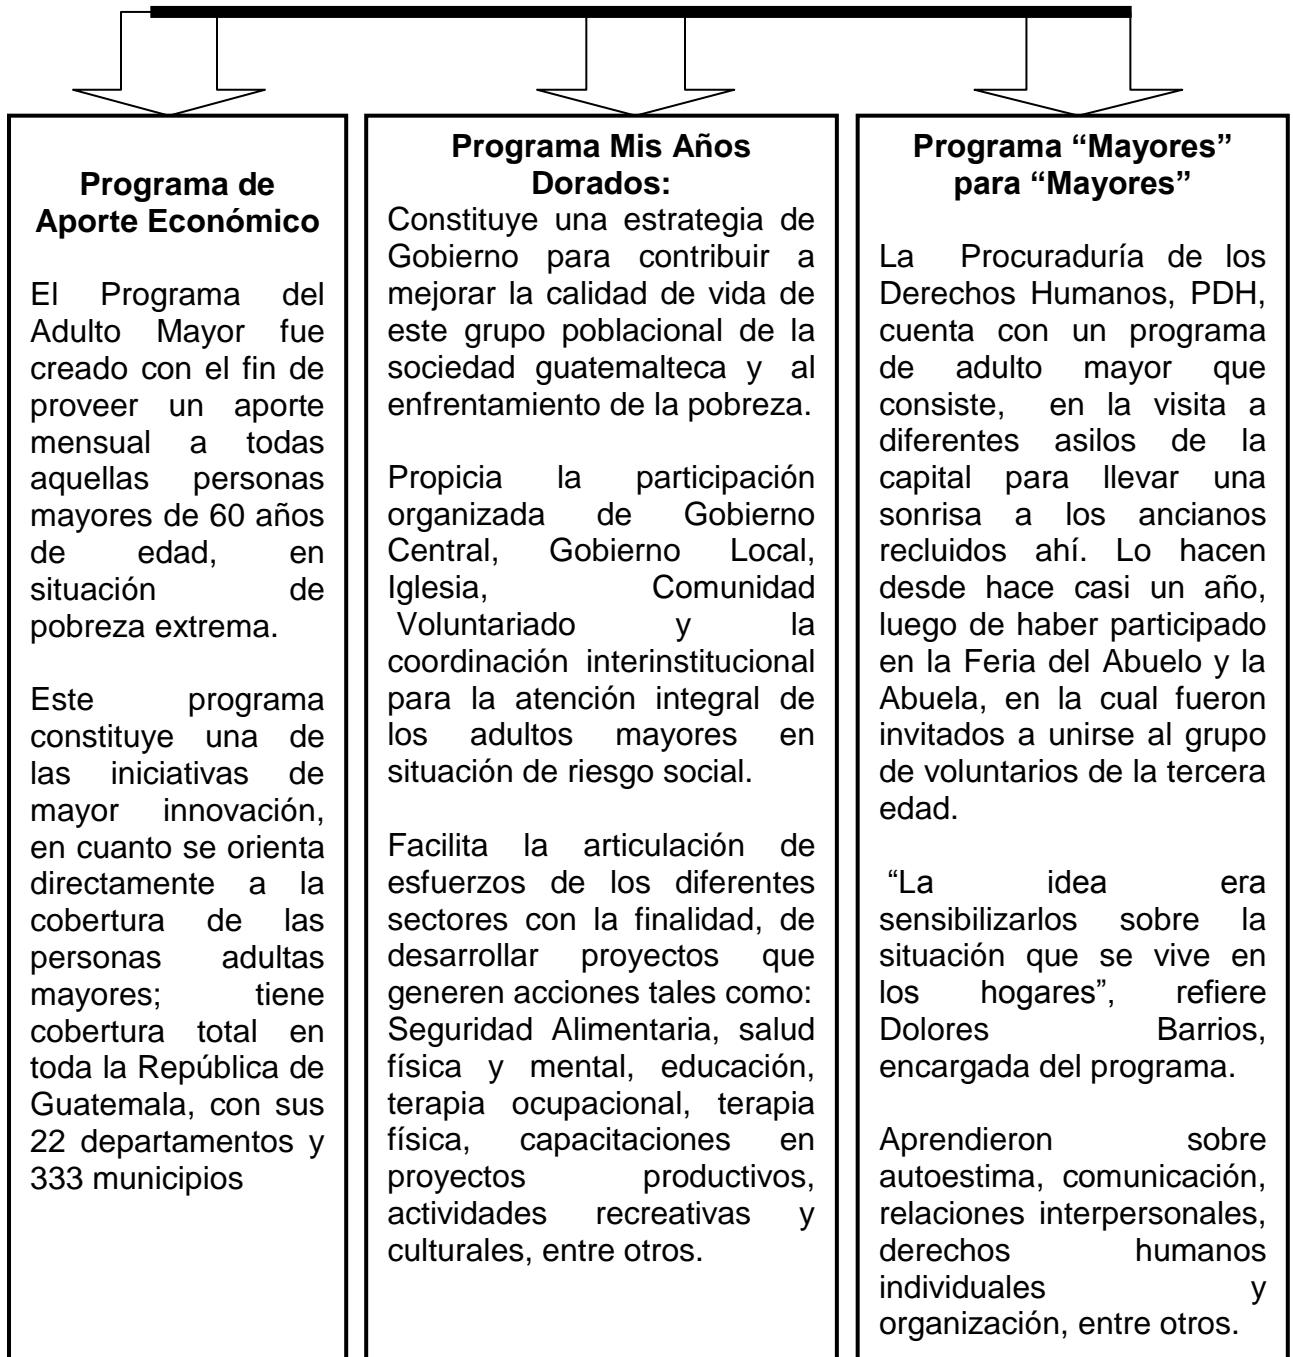 Programa de
Aporte Económico
El Programa del
Adulto Mayor fue
creado con el fin de
proveer un aporte
mensual a todas
aquellas personas
mayores de 60 años
de edad, en
situación de
pobreza extrema.
Este programa
constituye una de
las iniciativas de
mayor innovación,
en cuanto se orienta
directamente a la
cobertura de las
personas adultas
mayores; tiene
cobertura total en
toda la República de
Guatemala, con sus
22 departamentos y
333 municipios
Programa Mis Años
Dorados:
Constituye una estrategia de
Gobierno para contribuir a
mejorar la calidad de vida de
este grupo poblacional de la
sociedad guatemalteca y al
enfrentamiento de la pobreza.
Propicia la participación
organizada de Gobierno
Central, Gobierno Local,
Iglesia, Comunidad
Voluntariado y la
coordinación interinstitucional
para la atención integral de
los adultos mayores en
situación de riesgo social.
Facilita la articulación de
esfuerzos de los diferentes
sectores con la finalidad, de
desarrollar proyectos que
generen acciones tales como:
Seguridad Alimentaria, salud
física y mental, educación,
terapia ocupacional, terapia
física, capacitaciones en
proyectos productivos,
actividades recreativas y
culturales, entre otros.
Programa “Mayores”
para “Mayores”
La Procuraduría de los
Derechos Humanos, PDH,
cuenta con un programa
de adulto mayor que
consiste, en la visita a
diferentes asilos de la
capital para llevar una
sonrisa a los ancianos
recluidos ahí. Lo hacen
desde hace casi un año,
luego de haber participado
en la Feria del Abuelo y la
Abuela, en la cual fueron
invitados a unirse al grupo
de voluntarios de la tercera
edad.
“La idea era
sensibilizarlos sobre la
situación que se vive en
los hogares”, refiere
Dolores Barrios,
encargada del programa.
Aprendieron sobre
autoestima, comunicación,
relaciones interpersonales,
derechos humanos
individuales y
organización, entre otros.